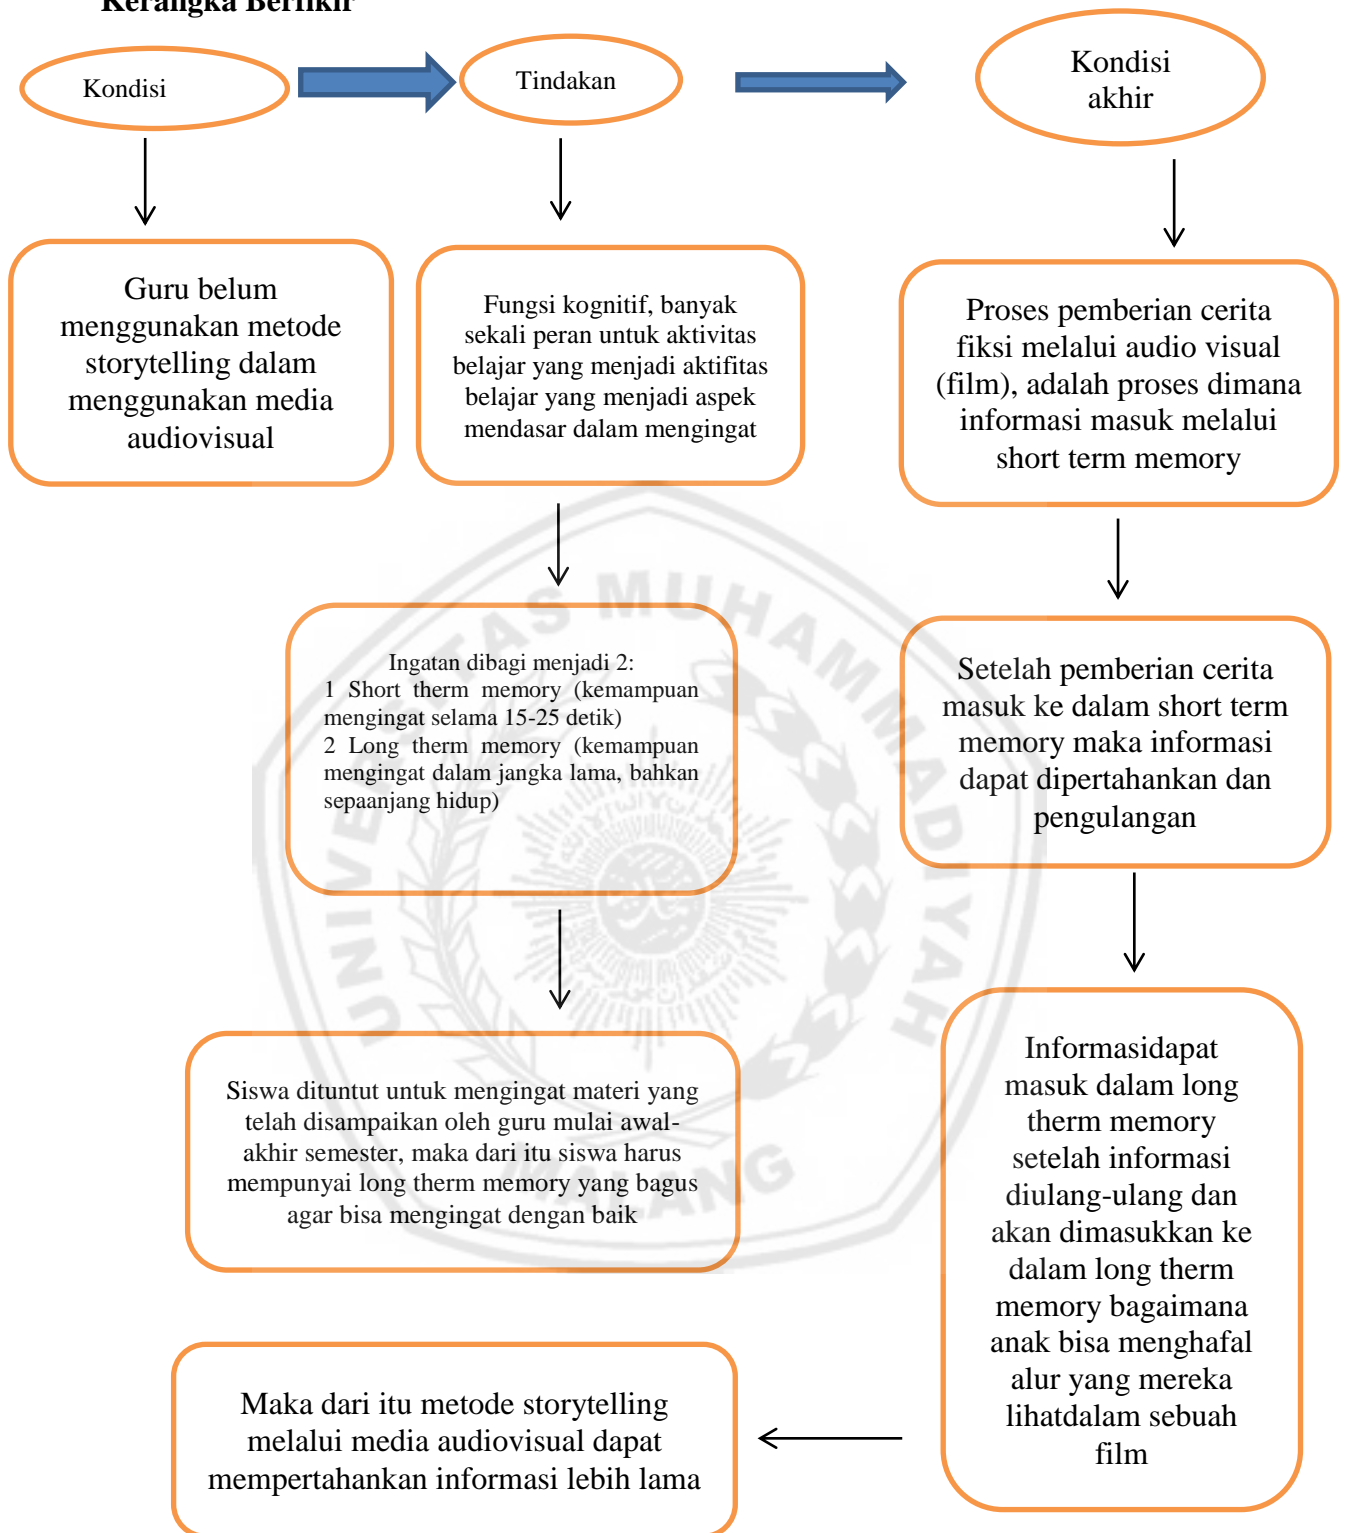 Kerangka Berfikir
Kondisi
Tindakan
Kondisi
akhir
Guru belum
menggunakan metode
storytelling dalam
menggunakan media
audiovisual
Fungsi kognitif, banyak
sekali peran untuk aktivitas
belajar yang menjadi aktifitas
belajar yang menjadi aspek
mendasar dalam mengingat
Proses pemberian cerita
fiksi melalui audio visual
(film), adalah proses dimana
informasi masuk melalui
short term memory
Ingatan dibagi menjadi 2:
1 Short therm memory (kemampuan
mengingat selama 15-25 detik)
2 Long therm memory (kemampuan
mengingat dalam jangka lama, bahkan
sepaanjang hidup)
Setelah pemberian cerita
masuk ke dalam short term
memory maka informasi
dapat dipertahankan dan
pengulangan
Siswa dituntut untuk mengingat materi yang
telah disampaikan oleh guru mulai awal-
akhir semester, maka dari itu siswa harus
mempunyai long therm memory yang bagus
agar bisa mengingat dengan baik
Informasidapat
masuk dalam long
therm memory
setelah informasi
diulang-ulang dan
akan dimasukkan ke
dalam long therm
memory bagaimana
anak bisa menghafal
alur yang mereka
lihatdalam sebuah
film
Maka dari itu metode storytelling
melalui media audiovisual dapat
mempertahankan informasi lebih lama
UNIVERSITAS MUHAMMADIYAH
MALANG